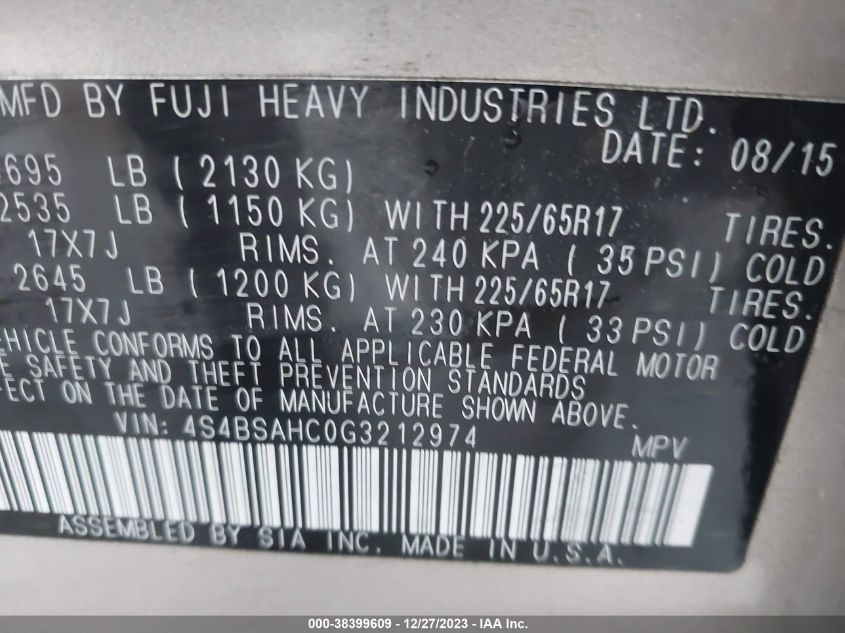 MFD BY FUJI HEAVY INDUSTRIES LTD.
DATE: 08/15
695 LB ( 2130 KG)
2535 LB ( 1150 KG) WITH 225/65R17 TIRES.
17X7J RIMS. AT 240 KPA ( 35 PSI) COLD
2645 LB ( 1200 KG) WITH 225/65R17 TIRES.
17X7J RIMS. AT 230 KPA ( 33 PSI) COLD
EHICLE CONFORMS TO ALL APPLICABLE FEDERAL MOTOR
E SAFETY AND THEFT PREVENTION STANDARDS
FECT ON THE DATE OF MANUFACTURE SHOWN ABOVE.
VIN: 4S4BSAHC0G3212974 MPV
ASSEMBLED BY SIA INC. MADE IN U.S.A.
000-38399609 - 12/27/2023 - IAA Inc.